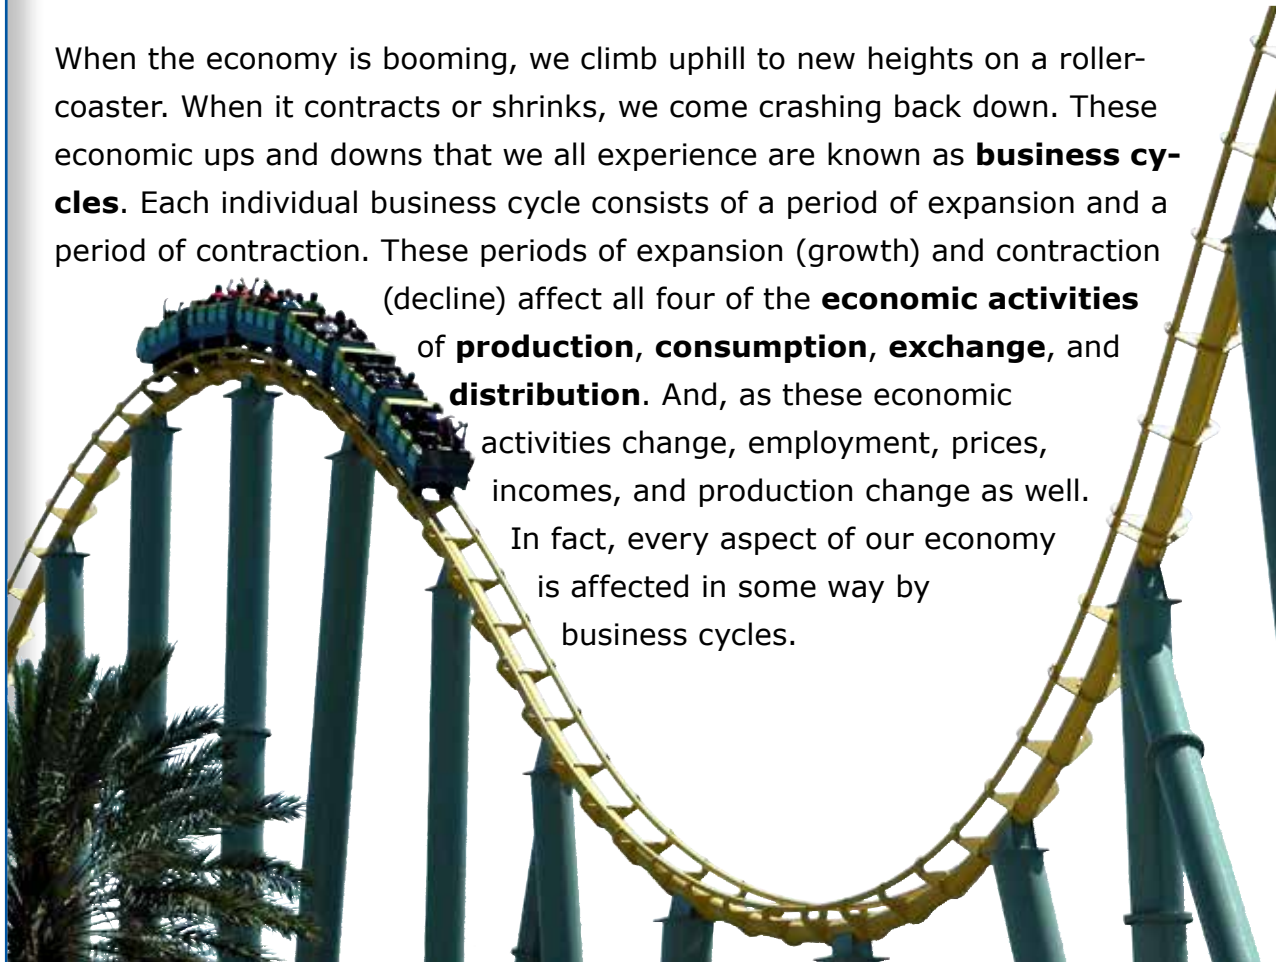 When the economy is booming, we climb uphill to new heights on a roller-
coaster. When it contracts or shrinks, we come crashing back down. These
economic ups and downs that we all experience are known as business cy-
cles. Each individual business cycle consists of a period of expansion and a
period of contraction. These periods of expansion (growth) and contraction
(decline) affect all four of the economic activities
of production, consumption, exchange, and
distribution. And, as these economic
activities change, employment, prices,
incomes, and production change as well.
In fact, every aspect of our economy
is affected in some way by
business cycles.